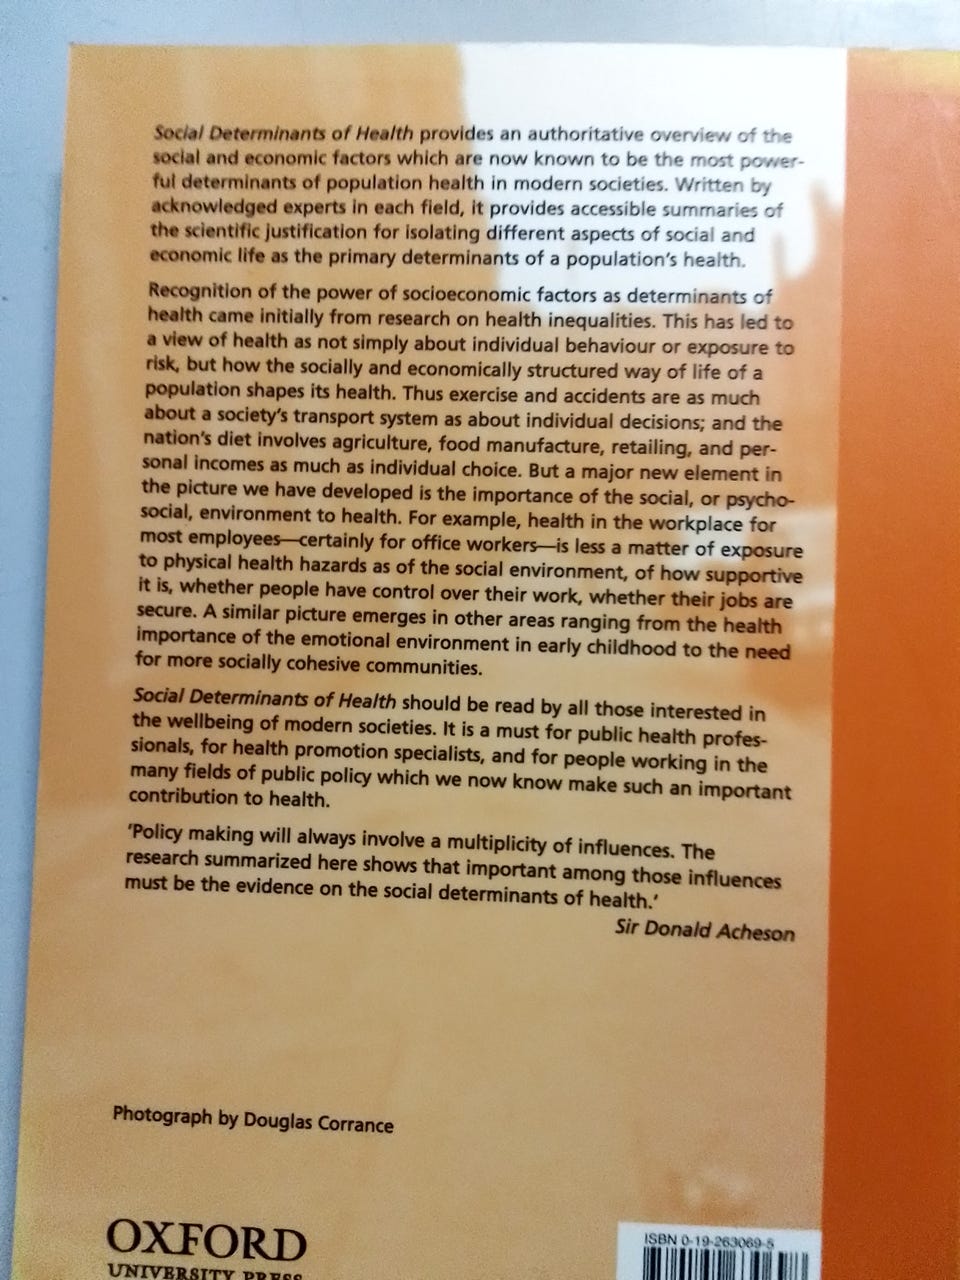 Social Determinants of Health provides an authoritative overview of the
social and economic factors which are now known to be the most power-
ful determinants of population health in modern societies. Written by
acknowledged experts in each field, it provides accessible summaries of
the scientific justification for isolating different aspects of social and
economic life as the primary determinants of a population's health.
Recognition of the power of socioeconomic factors as determinants of
health came initially from research on health inequalities. This has led to
a view of health as not simply about individual behaviour or exposure to
risk, but how the socially and economically structured way of life of a
population shapes its health. Thus exercise and accidents are as much
about a society's transport system as about individual decisions; and the
nation's diet involves agriculture, food manufacture, retailing, and per-
sonal incomes as much as individual choice. But a major new element in
the picture we have developed is the importance of the social, or psycho-
social, environment to health. For example, health in the workplace for
most employees—certainly for office workers—is less a matter of exposure
to physical health hazards as of the social environment, of how supportive
it is, whether people have control over their work, whether their jobs are
secure. A similar picture emerges in other areas ranging from the health
importance of the emotional environment in early childhood to the need
for more socially cohesive communities.
Social Determinants of Health should be read by all those interested in
the wellbeing of modern societies. It is a must for public health profes-
sionals, for health promotion specialists, and for people working in the
many fields of public policy which we now know make such an important
contribution to health.
'Policy making will always involve a multiplicity of influences. The
research summarized here shows that important among those influences
must be the evidence on the social determinants of health.'
Sir Donald Acheson
Photograph by Douglas Corrance
OXFORD
UNIVERSITY PRESS
ISBN 0-19-263069-5